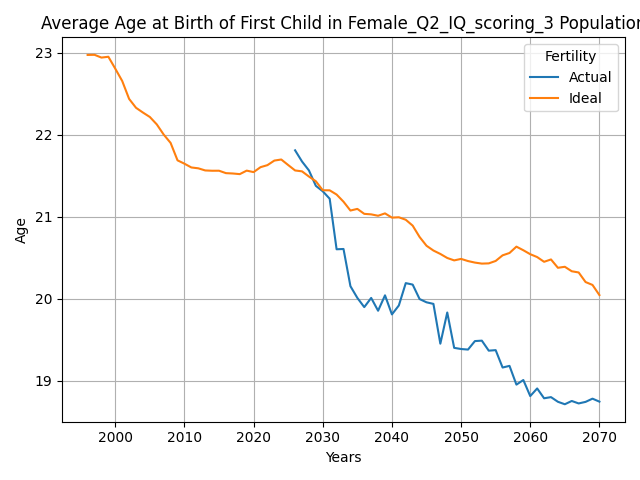 Average Age at Birth of First Child in Female_Q2_IQ_scoring_3 Population
Fertility
Actual
Ideal
23
22
21
20
19
Age
2000
2010
2020
2030
2040
2050
2060
2070
Years